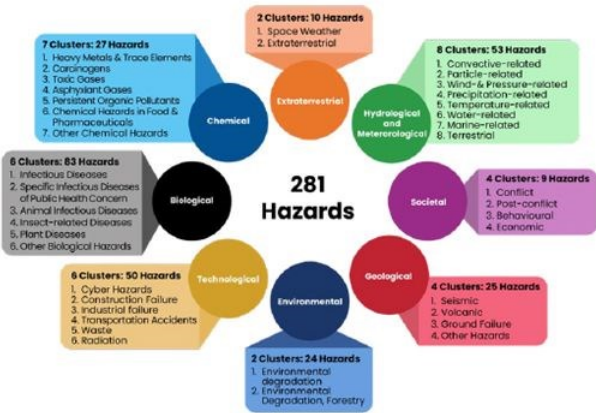 2 Clusters: 10 Hazards
1. Space Weather
2. Extraterrestrial
Extraterrestrial
7 Clusters: 27 Hazards
1. Heavy Metals & Trace Elements
2. Carcinogens
3. Toxic Gases
4. Asphyxiant Gases
5. Persistent Organic Pollutants
6. Chemical Hazards in Food &
Pharmaceuticals
7. Other Chemical Hazards
Chemical
8 Clusters: 53 Hazards
1. Convective-related
2. Particle-related
3. Wind- & Pressure-related
4. Precipitation-related
5. Temperature-related
6. Water-related
7. Marine-related
8. Terrestrial
Hydrological and
Meterorological
6 Clusters: 83 Hazards
1. Infectious Diseases
2. Specific Infectious Diseases
of Public Health Concern
3. Animal Infectious Diseases
4. Insect-related Diseases
5. Plant Diseases
6. Other Biological Hazards
Biological
281
Hazards
Societal
4 Clusters: 9 Hazards
1. Conflict
2. Post-conflict
3. Behavioural
4. Economic
6 Clusters: 50 Hazards
1. Cyber Hazards
2. Construction Failure
3. Industrial Failure
4. Transportation Accidents
5. Waste
6. Radiation
Technological
Environmental
2 Clusters: 24 Hazards
1. Environmental
degradation
2. Environmental
Degradation, Forestry
Geological
4 Clusters: 25 Hazards
1. Seismic
2. Volcanic
3. Ground Failure
4. Other Hazards